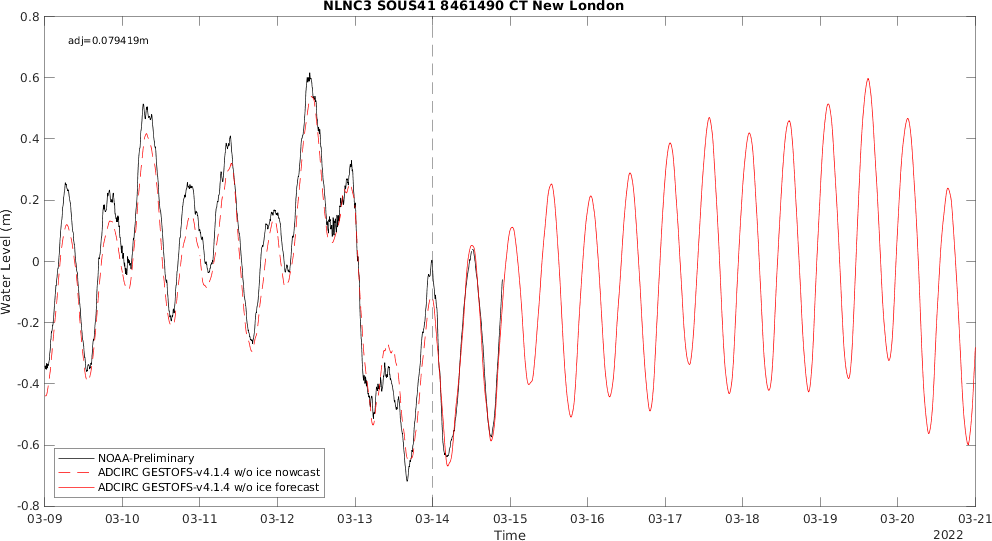 NLNC3 SOUS41 8461490 CT New London
adj=0.079419m
Water Level (m)
0.8
0.6
0.4
0.2
0
-0.2
-0.4
-0.6
-0.8
NOAA-Preliminary
ADCIRC GESTOFS-v4.1.4 w/o ice nowcast
ADCIRC GESTOFS-v4.1.4 w/o ice forecast
03-09 03-10 03-11 03-12 03-13 03-14 03-15 03-16 03-17 03-18 03-19 03-20 03-21
Time
2022